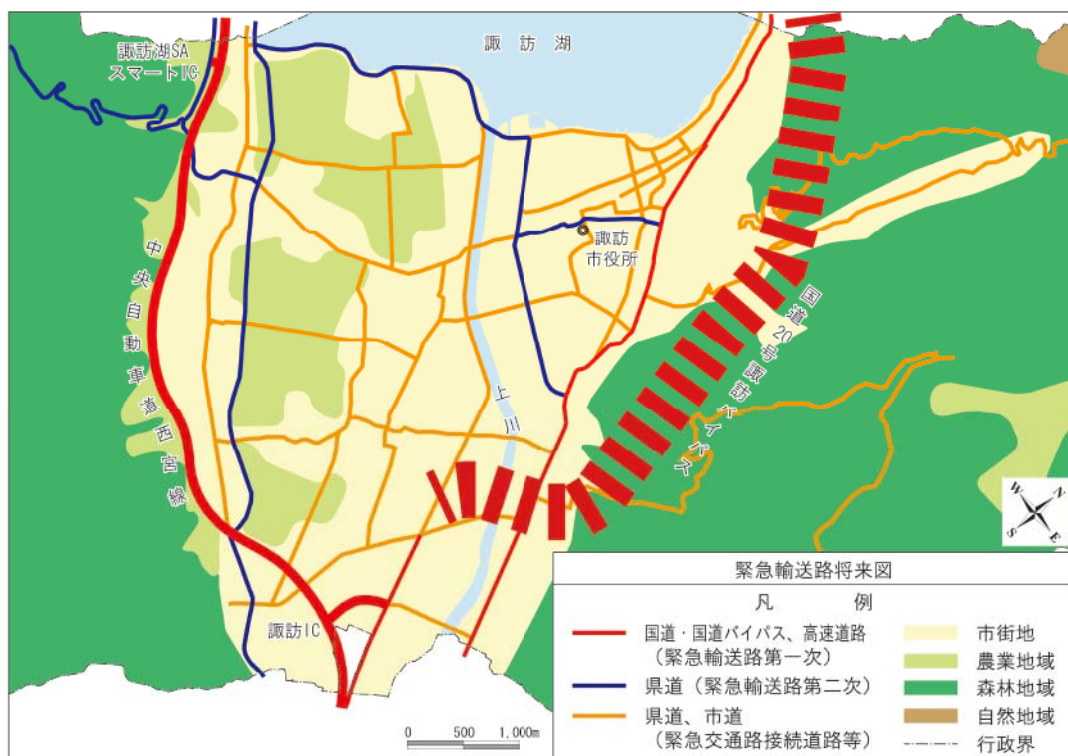 諏訪湖
諏訪湖SA
スマートIC
中央自動車道西宮線
諏訪
市役所
国道20号諏訪バイパス
上川
諏訪IC
W
N
S
E
0 500 1,000m
緊急輸送路将来図
凡 例
国道・国道バイパス、高速道路
(緊急輸送路第一次)
県道(緊急輸送路第二次)
県道、市道
(緊急交通路接続道路等)
市街地
農業地域
森林地域
自然地域
行政界